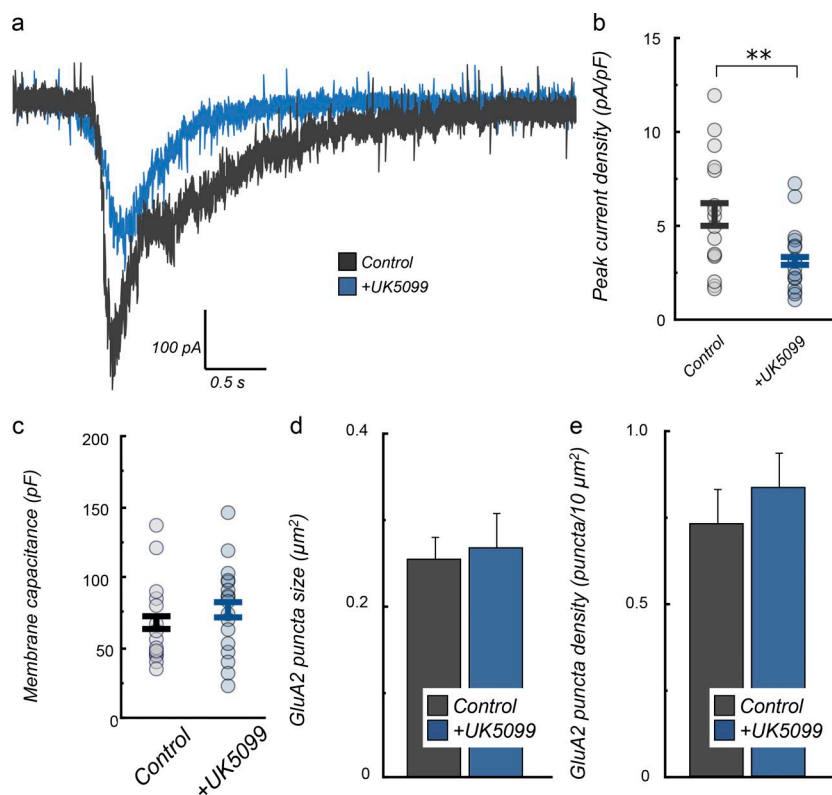 a
Control
+UK5099
100 pA
0.5 s
b
Peak current density (pA/pF)
15
10
5
0
**
Control
+UK5099
c
Membrane capacitance (pF)
200
150
100
50
0
Control
+UK5099
d
GluA2 puncta size (µm²)
0.4
0.2
0
Control
+UK5099
e
GluA2 puncta density (puncta/10 µm²)
1.0
0.5
0
Control
+UK5099